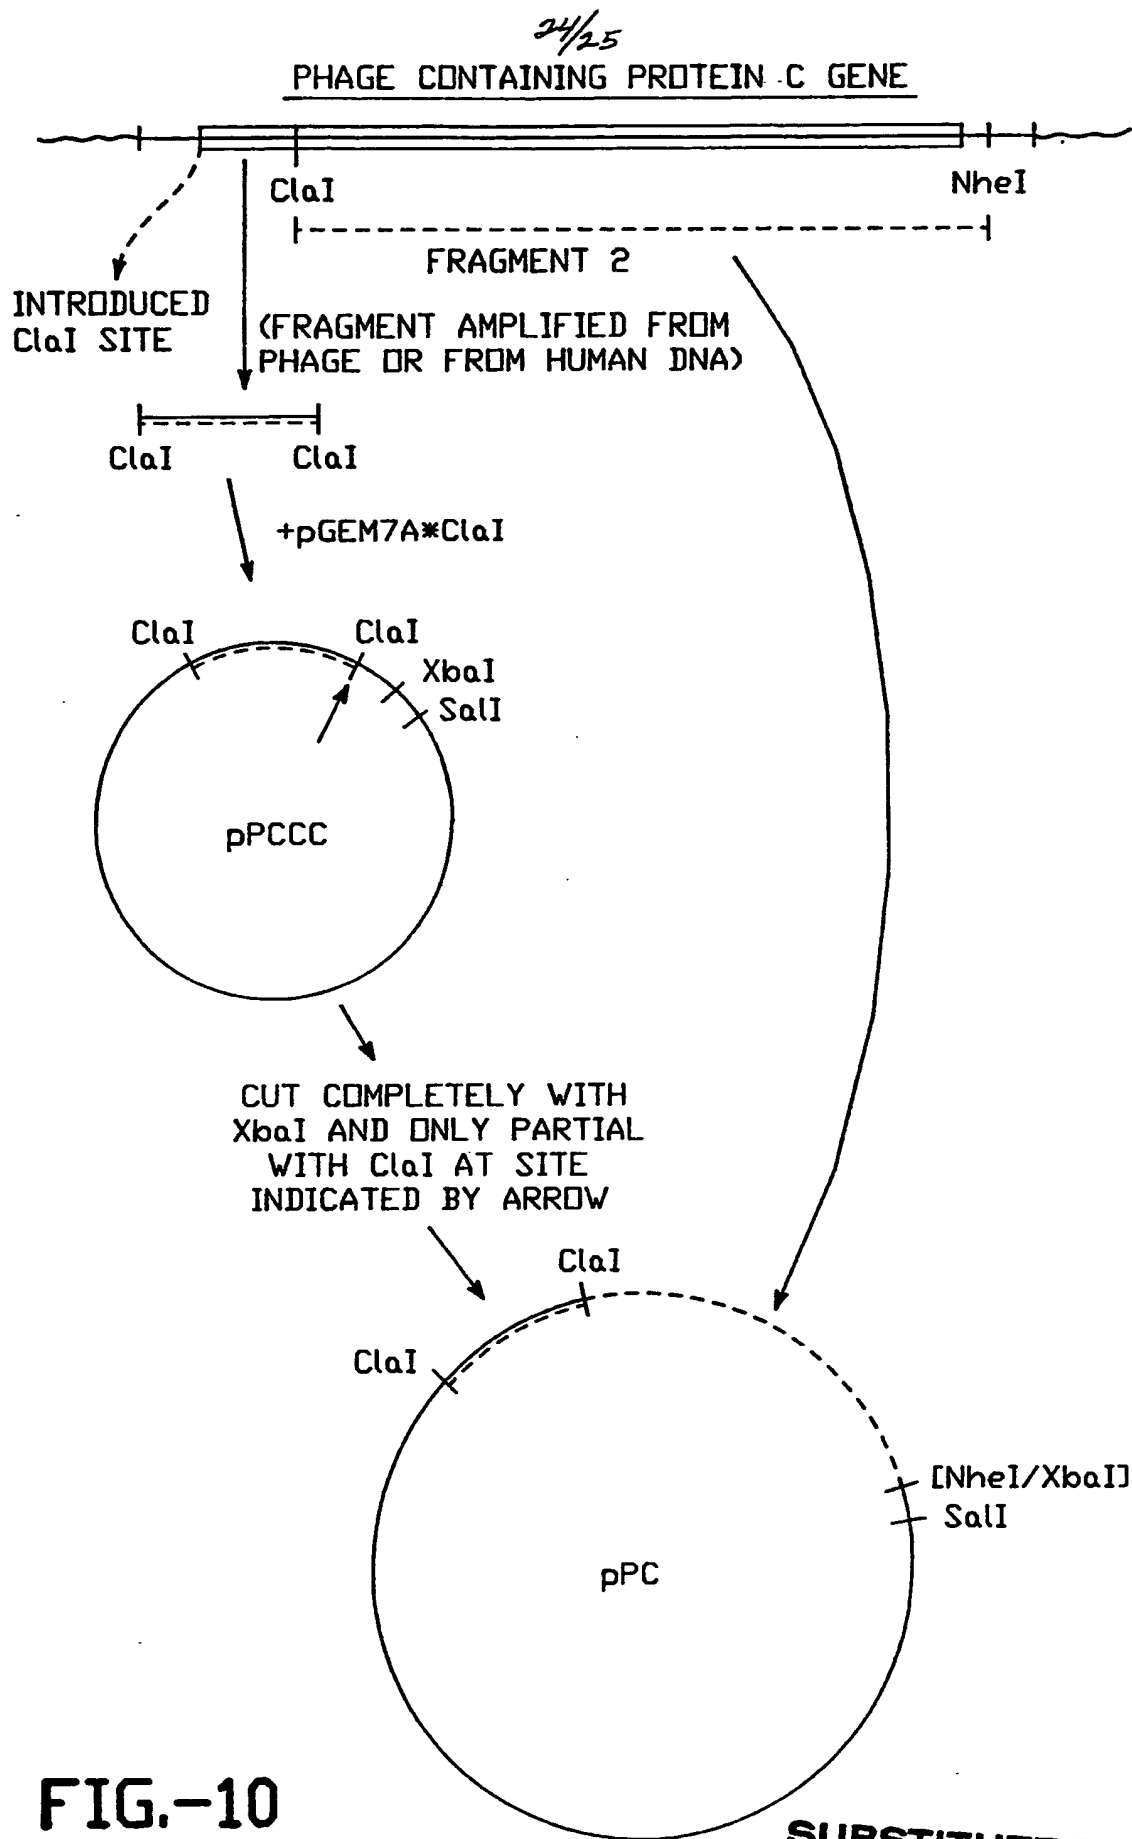 24/25
PHAGE CONTAINING PROTEIN C GENE
ClaI
NheI
FRAGMENT 2
INTRODUCED
ClaI SITE
(FRAGMENT AMPLIFIED FROM
PHAGE OR FROM HUMAN DNA)
ClaI
ClaI
+pGEM7A*ClaI
ClaI
ClaI
XbaI
SalI
pPCCC
CUT COMPLETELY WITH
XbaI AND ONLY PARTIAL
WITH ClaI AT SITE
INDICATED BY ARROW
ClaI
ClaI
[NheI/XbaI]
SalI
pPC
FIG.-10